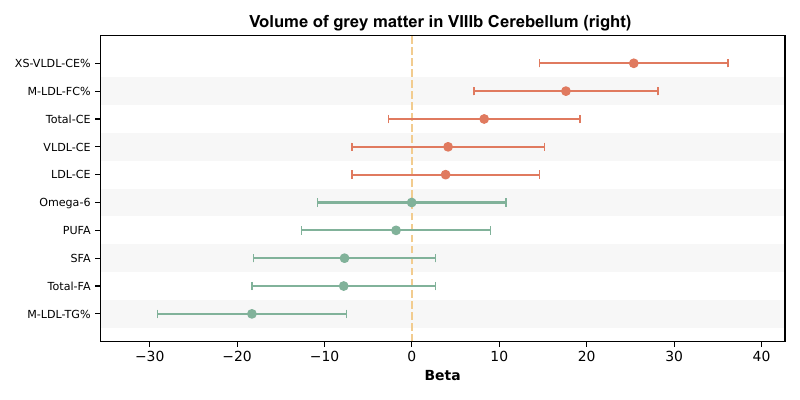 Volume of grey matter in VIIIb Cerebellum (right)
XS-VLDL-CE%
M-LDL-FC%
Total-CE
VLDL-CE
LDL-CE
Omega-6
PUFA
SFA
Total-FA
M-LDL-TG%
−30 −20 −10 0 10 20 30 40
Beta